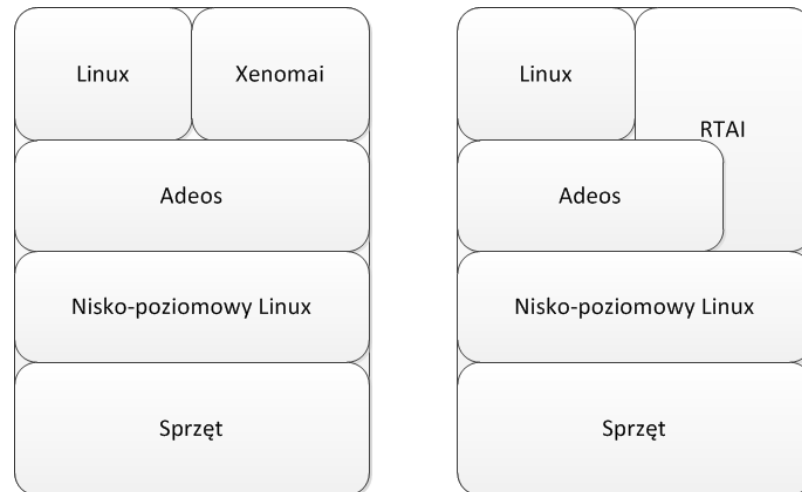 Linux
Xenomai
Adeos
Nisko-poziomowy Linux
Sprzęt
Linux
RTAI
Adeos
Nisko-poziomowy Linux
Sprzęt